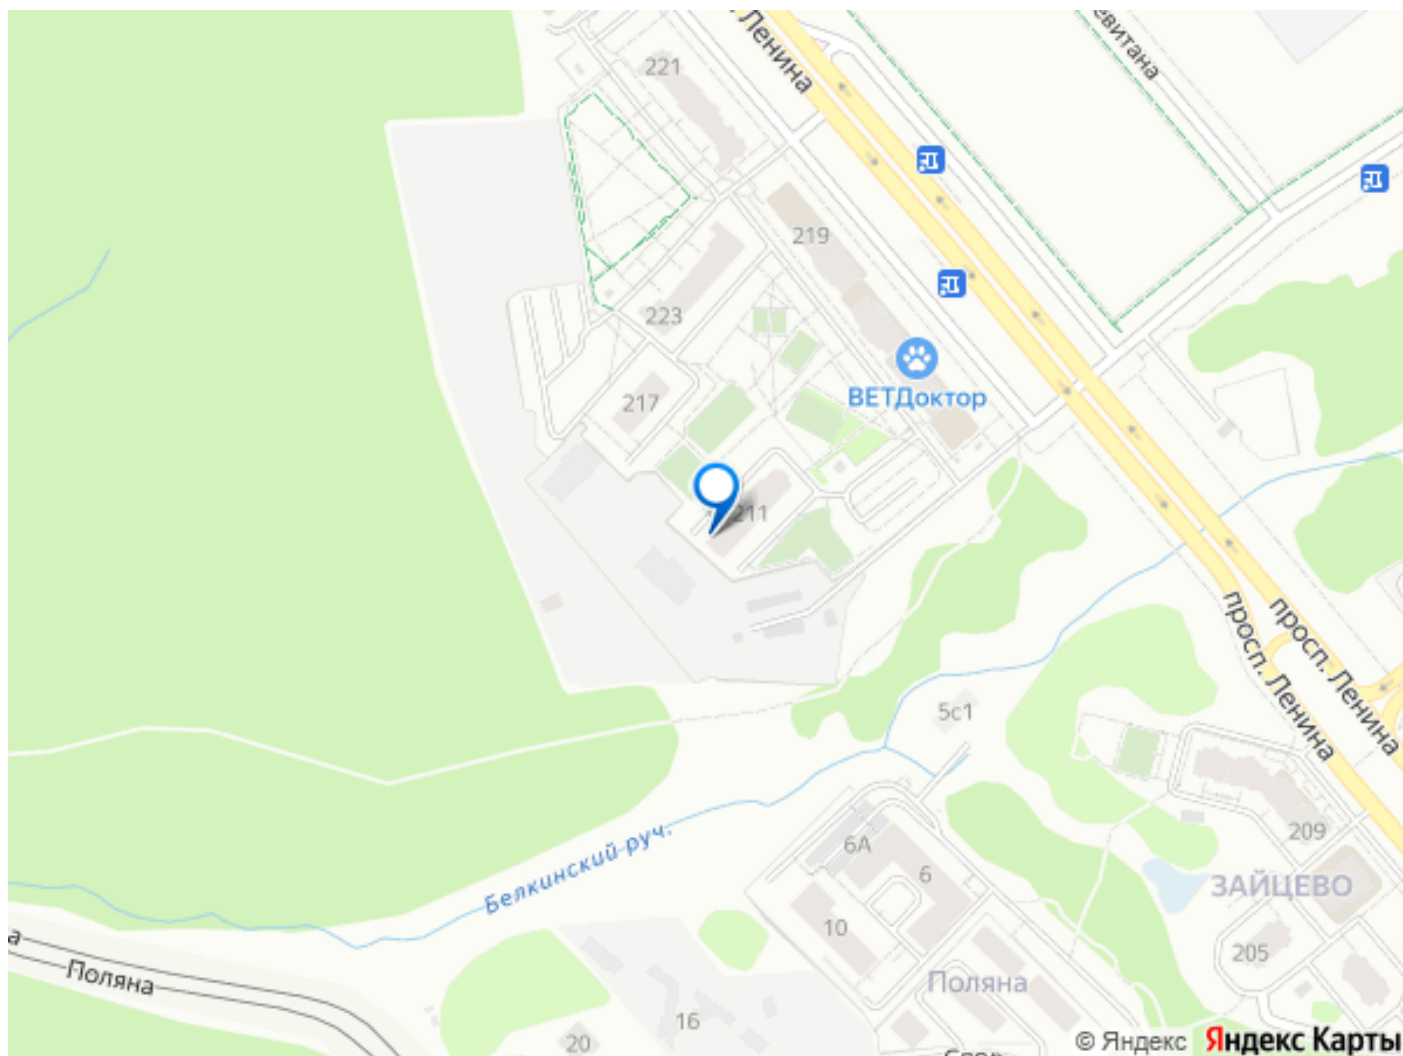 Ленина
евитана
221
219
223
ВЕТДоктор
217
211
просп. Ленина
просп. Ленина
5с1
209
6А
6
ЗАЙЦЕВО
Белкинский руч.
10
205
Поляна
Поляна
16
20
© Яндекс Яндекс Карты